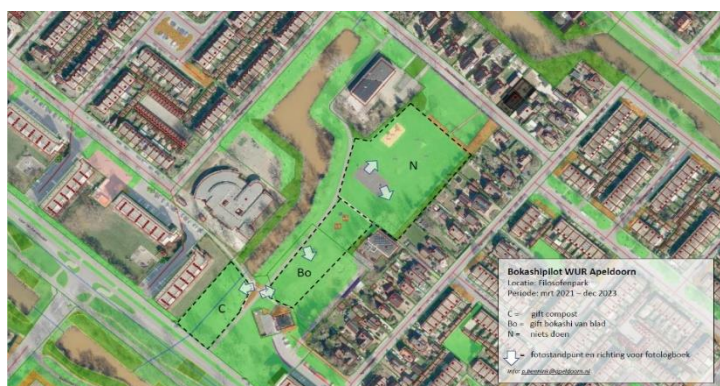 N
Bo
C
Bokashipilot WUR Apeldoorn
Locatie: Filosofenpark
Periode: mrt 2021 – dec 2023
C = gift compost
Bo = gift bokashi van blad
N = niets doen
= fotostandpunt en richting voor fotologboek